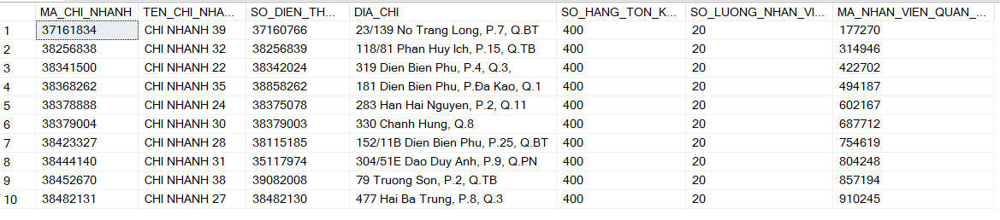 MA_CHI_NHANH TEN_CHI_NHA... SO_DIEN_TH... DIA_CHI SO_HANG_TON_K... SO_LUONG_NHAN_VI... MA_NHAN_VIEN_QUAN_...
1 37161834 CHI NHANH 39 37160766 23/139 No Trang Long, P.7, Q.BT 400 20 177270
2 38256838 CHI NHANH 32 38256839 118/81 Phan Huy Ich, P.15, Q.TB 400 20 314946
3 38341500 CHI NHANH 22 38342024 319 Dien Bien Phu, P.4, Q.3, 400 20 422702
4 38368262 CHI NHANH 35 38858262 181 Dien Bien Phu, P.Đa Kao, Q.1 400 20 494187
5 38378888 CHI NHANH 24 38375078 283 Han Hai Nguyen, P.2, Q.11 400 20 602167
6 38379004 CHI NHANH 30 38379003 330 Chanh Hung, Q.8 400 20 687712
7 38423327 CHI NHANH 28 38115185 152/11B Dien Bien Phu, P.25, Q.BT 400 20 754619
8 38444140 CHI NHANH 31 35117974 304/51E Dao Duy Anh, P.9, Q.PN 400 20 804248
9 38452670 CHI NHANH 38 39082008 79 Truong Son, P.2, Q.TB 400 20 857194
10 38482131 CHI NHANH 27 38482130 477 Hai Ba Trung, P.8, Q.3 400 20 910245